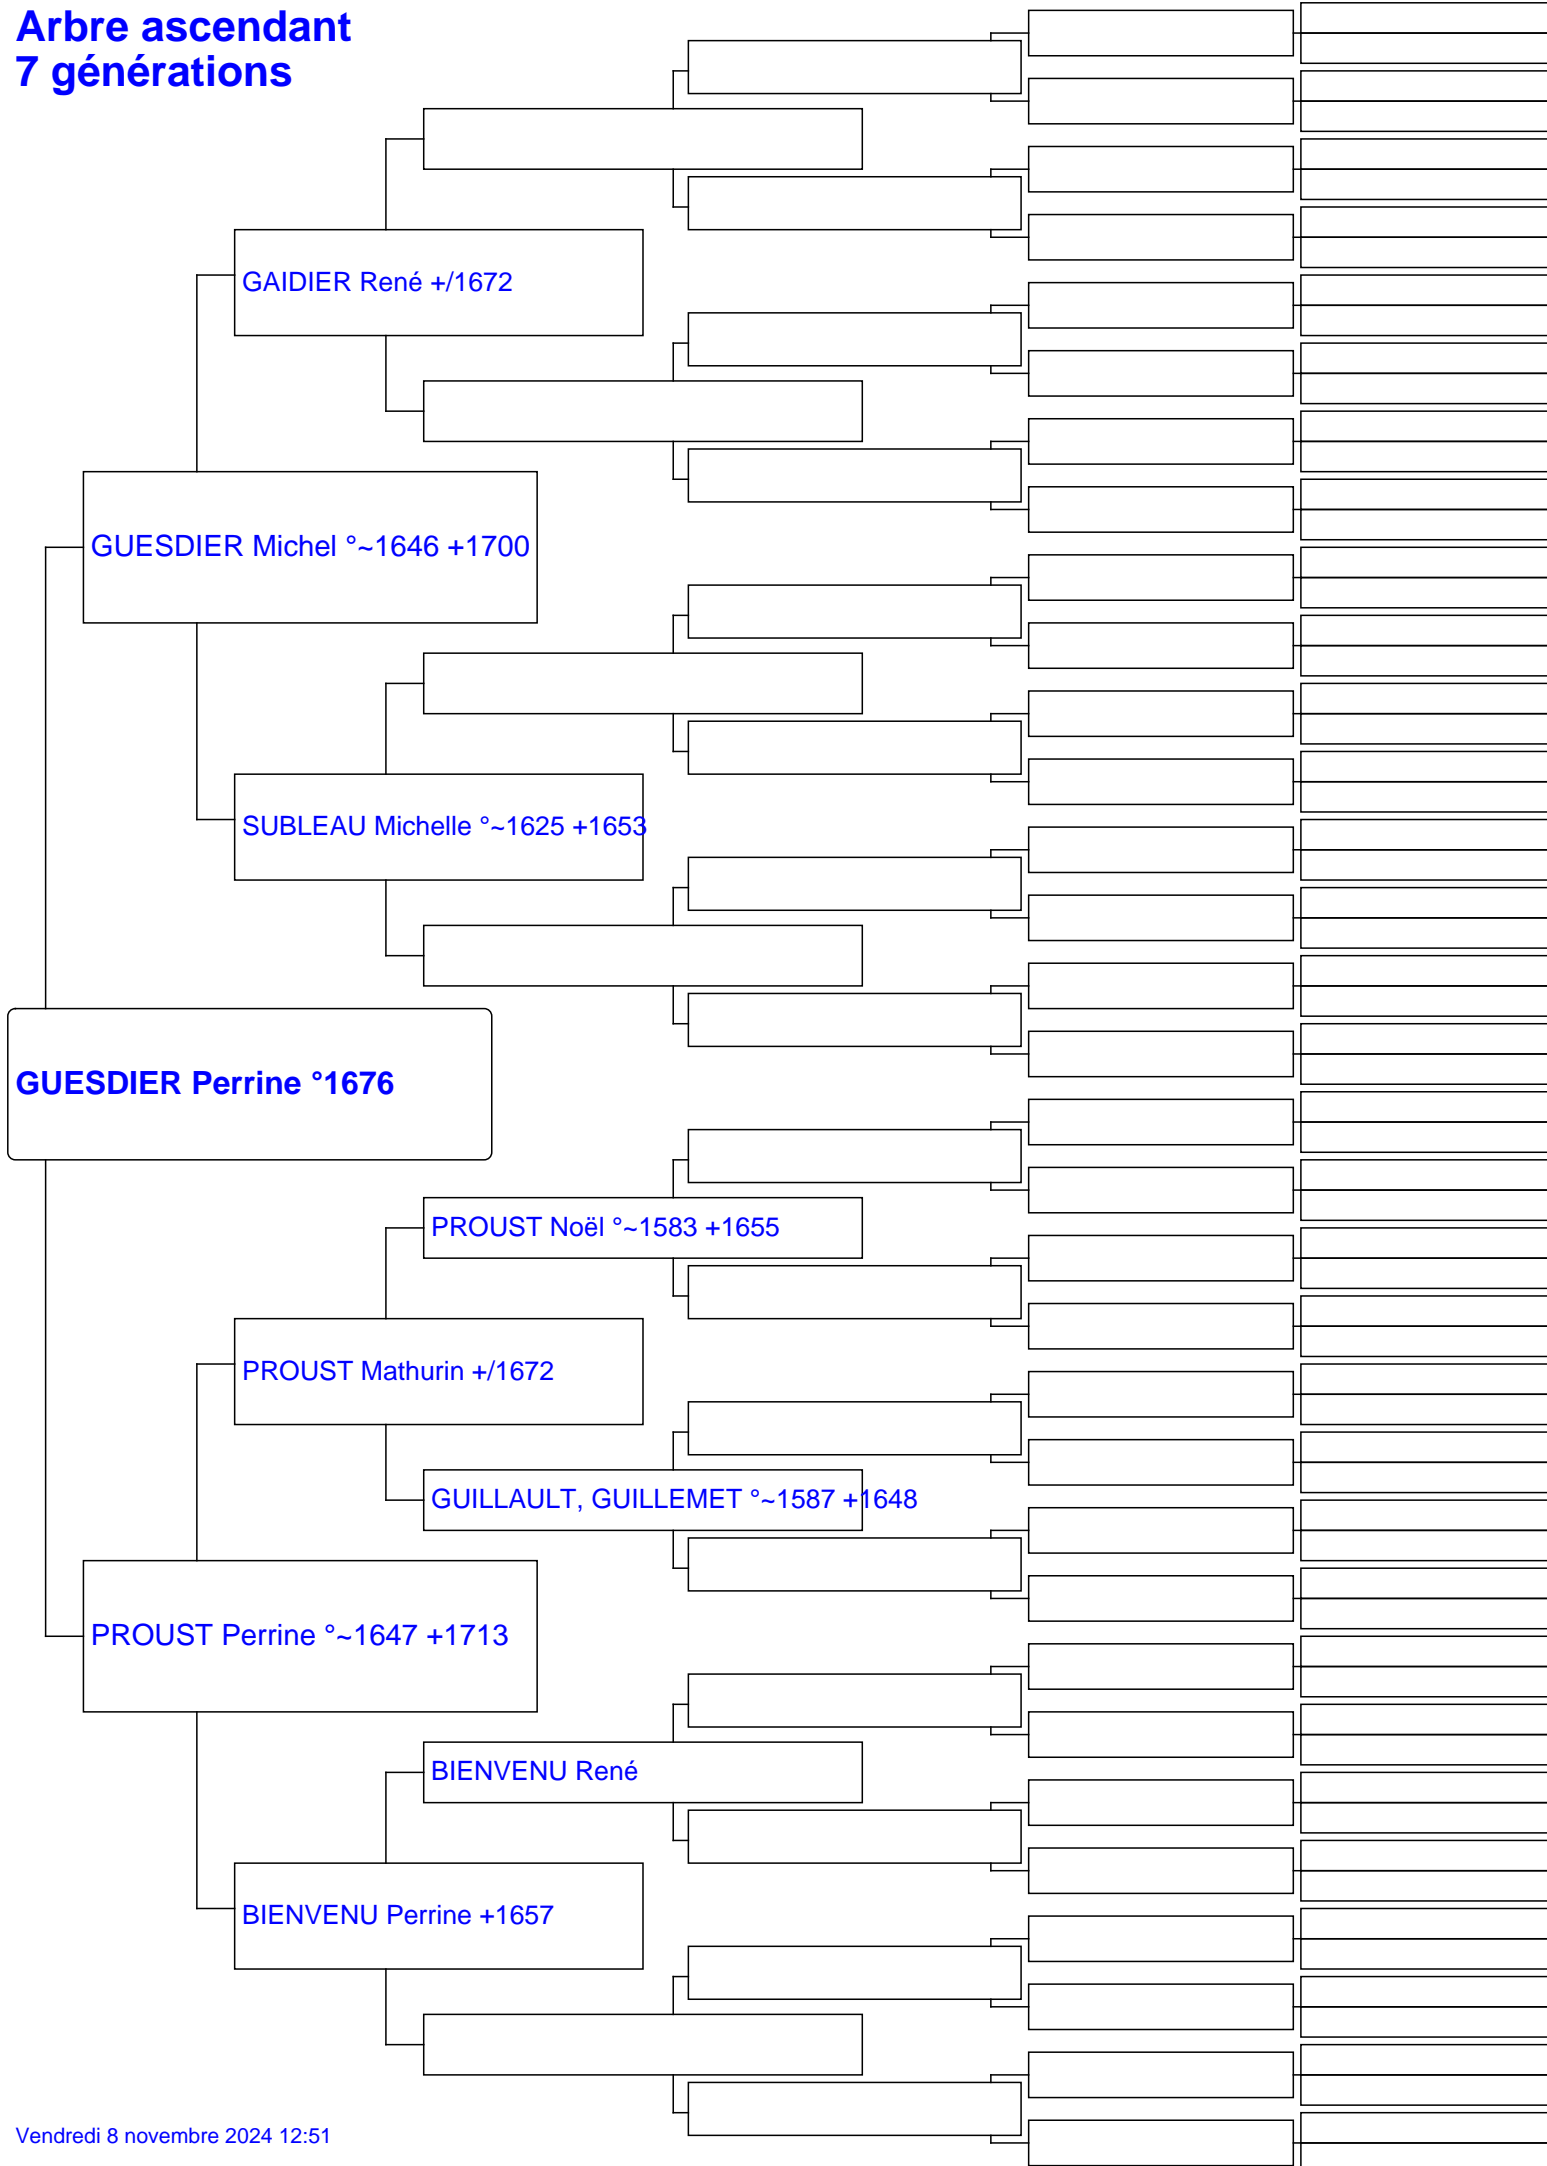 Arbre ascendant
7 générations
GAIDIER René +/1672
GUESDIER Michel °~1646 +1700
SUBLEAU Michelle °~1625 +1653
GUESDIER Perrine °1676
PROUST Noël °~1583 +1655
PROUST Mathurin +/1672
GUILLAULT, GUILLEMET °~1587 +1648
PROUST Perrine °~1647 +1713
BIENVENU René
BIENVENU Perrine +1657
Vendredi 8 novembre 2024 12:51